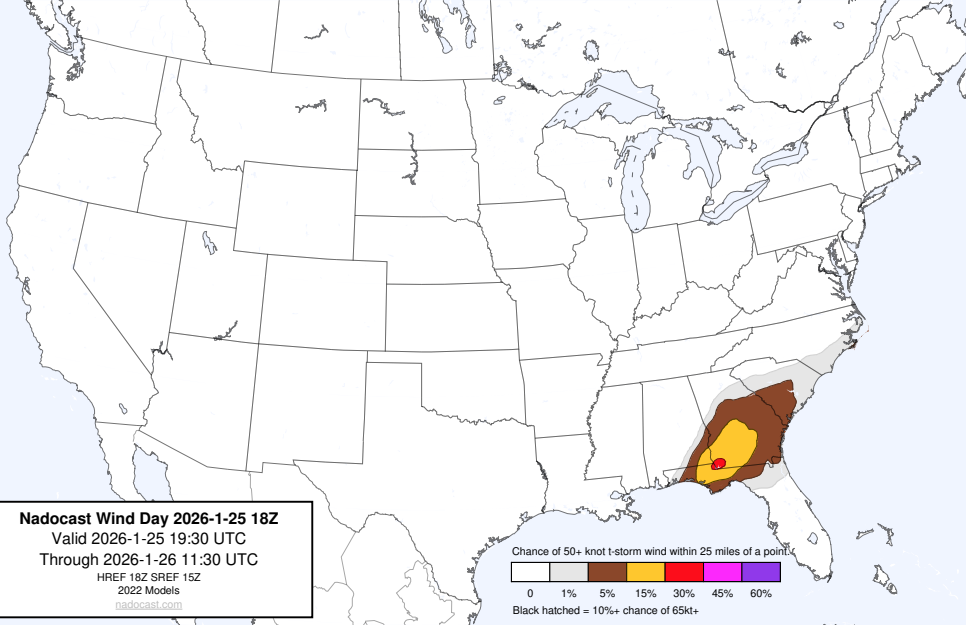 Nadocast Wind Day 2026-1-25 18Z
Valid 2026-1-25 19:30 UTC
Through 2026-1-26 11:30 UTC
HREF 18Z SREF 15Z
2022 Models
nadocast.com
Chance of 50+ knot t-storm wind within 25 miles of a point.
0 1% 5% 15% 30% 45% 60%
Black hatched = 10%+ chance of 65kt+